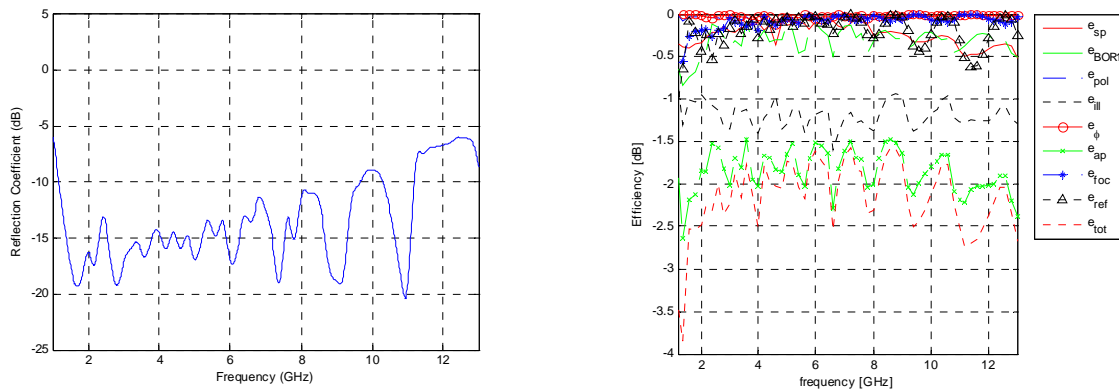 5
0
-5
-10
-15
-20
-25
2 4 6 8 10 12
Frequency (GHz)
Reflection Coefficient (dB)
0
-0.5
-1
-1.5
-2
-2.5
-3
-3.5
-4
2 4 6 8 10 12
frequency [GHz]
Efficiency [dB]
e_sp
e_BOR1
e_pol
e_ill
e_ϕ
e_ap
e_foc
e_ref
e_tot